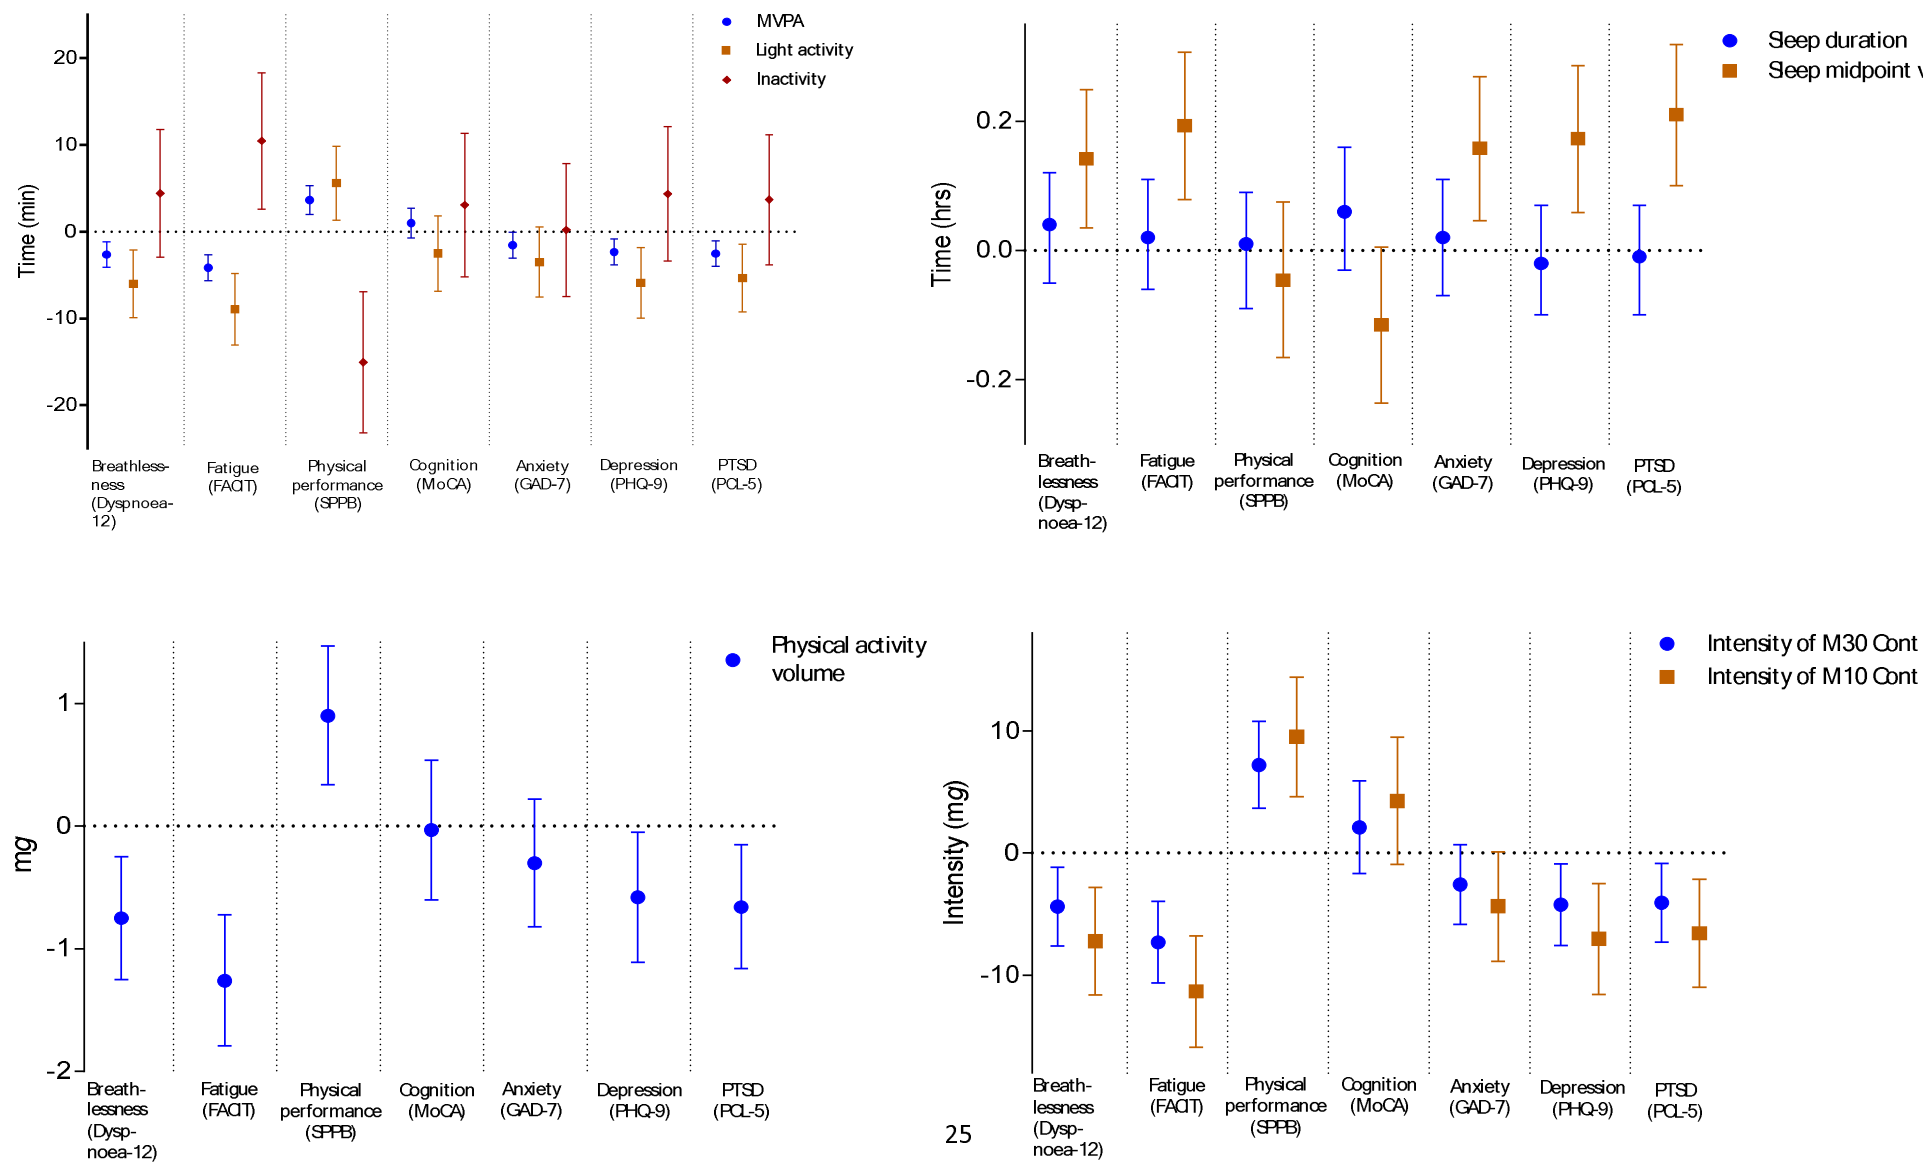 MVPA
Light activity
Inactivity
20
10
0
-10
-20
Time (min)
Breathless-
ness
(Dyspnoea-
12)
Fatigue
(FACIT)
Physical
performance
(SPPB)
Cognition
(MoCA)
Anxiety
(GAD-7)
Depression
(PHQ-9)
PTSD
(PCL-5)
Sleep duration
Sleep midpoint v
0.2
0.0
-0.2
Time (hrs)
Breath-
lessness
(Dysp-
noea-12)
Fatigue
(FACIT)
Physical
performance
(SPPB)
Cognition
(MoCA)
Anxiety
(GAD-7)
Depression
(PHQ-9)
PTSD
(PCL-5)
Physical activity
volume
1
0
-1
-2
mg
Breath-
lessness
(Dysp-
noea-12)
Fatigue
(FACIT)
Physical
performance
(SPPB)
Cognition
(MoCA)
Anxiety
(GAD-7)
Depression
(PHQ-9)
PTSD
(PCL-5)
Intensity of M30 Cont
Intensity of M10 Cont
10
0
-10
Intensity (mg)
Breath-
lessness
(Dysp-
noea-12)
Fatigue
(FACIT)
Physical
performance
(SPPB)
Cognition
(MoCA)
Anxiety
(GAD-7)
Depression
(PHQ-9)
PTSD
(PCL-5)
25